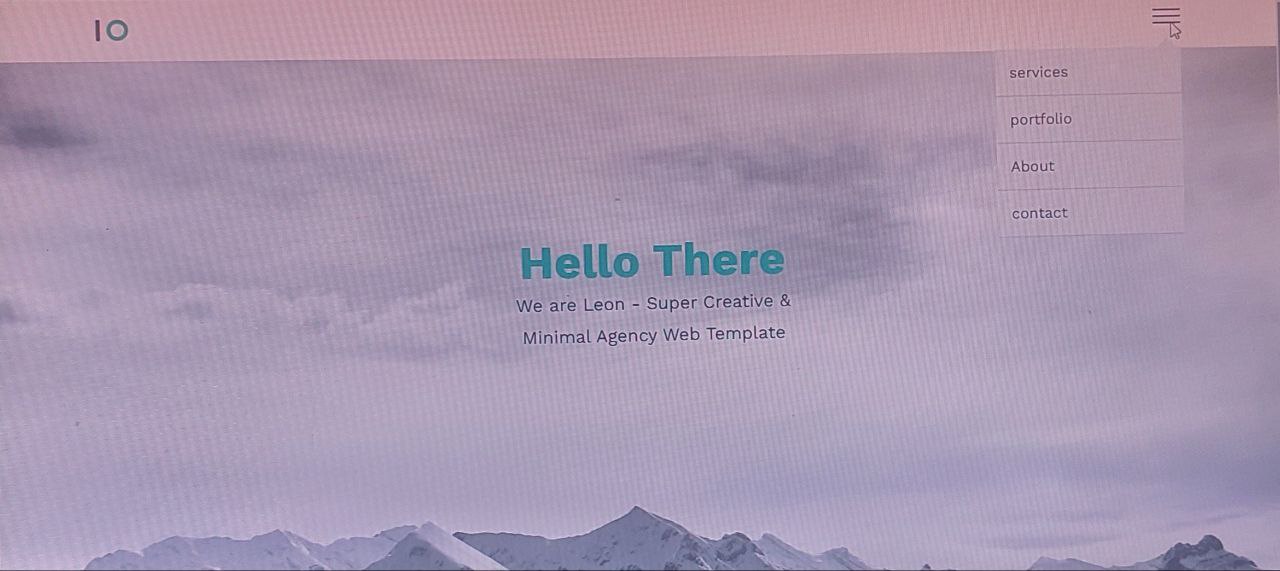 IO
services
portfolio
About
contact
Hello There
We are Leon - Super Creative &
Minimal Agency Web Template